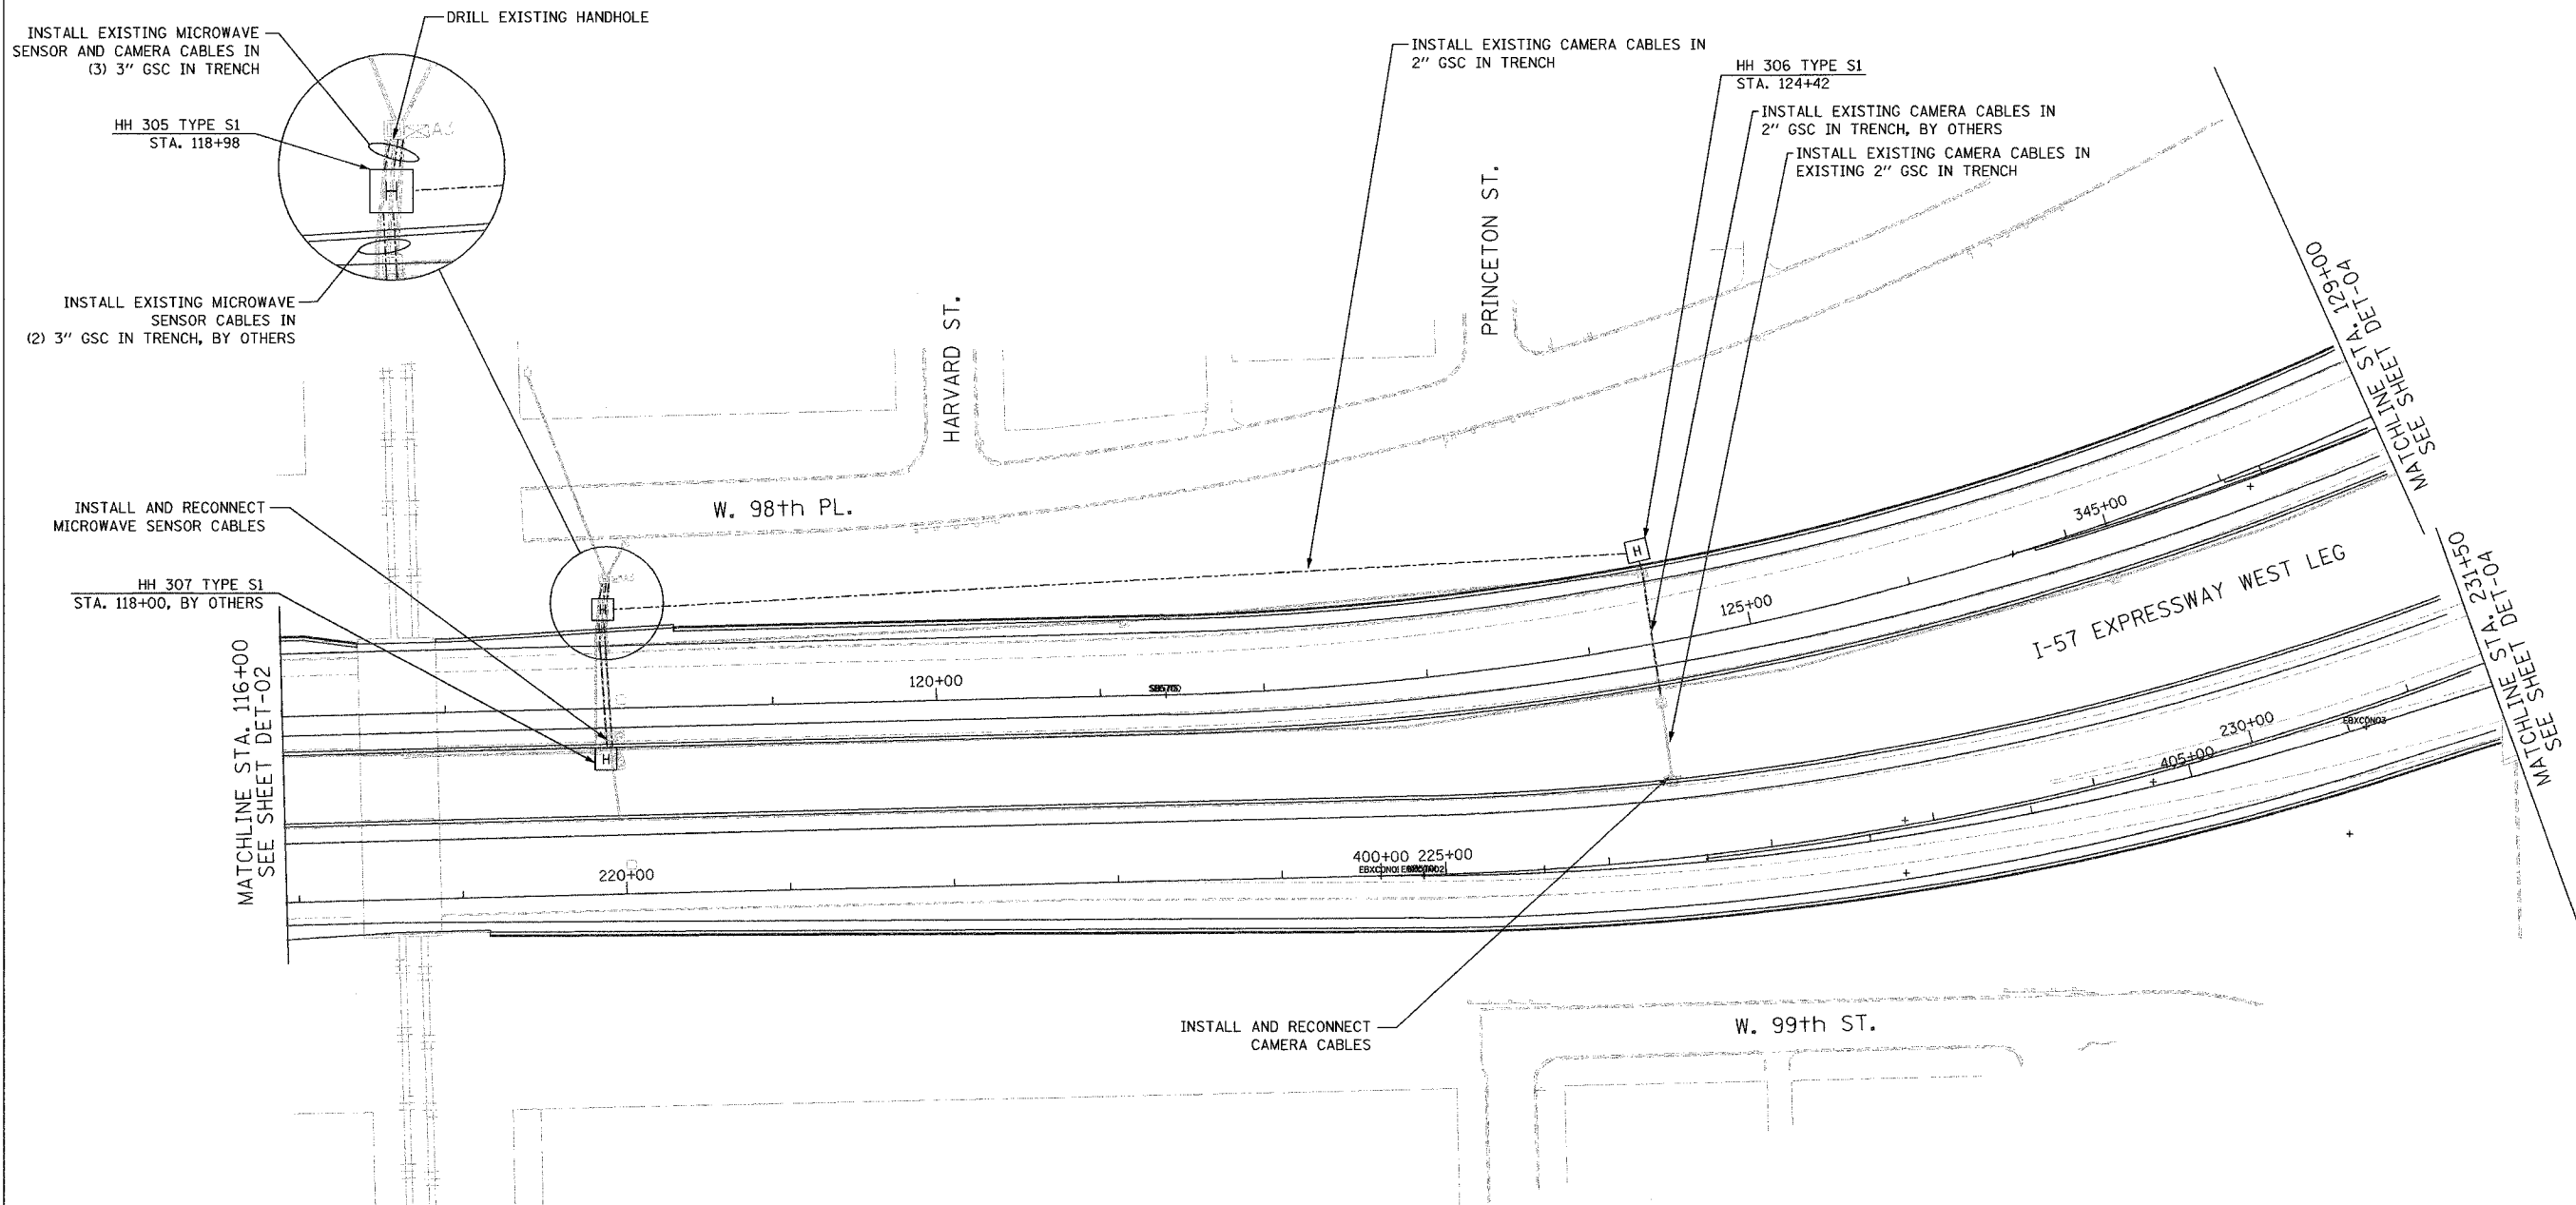 DRILL EXISTING HANDHOLE
INSTALL EXISTING MICROWAVE
SENSOR AND CAMERA CABLES IN
(3) 3" GSC IN TRENCH
HH 305 TYPE S1
STA. 118+98
A3
H
INSTALL EXISTING MICROWAVE
SENSOR CABLES IN
(2) 3" GSC IN TRENCH, BY OTHERS
INSTALL EXISTING CAMERA CABLES IN
2" GSC IN TRENCH
HH 306 TYPE S1
STA. 124+42
INSTALL EXISTING CAMERA CABLES IN
2" GSC IN TRENCH, BY OTHERS
INSTALL EXISTING CAMERA CABLES IN
EXISTING 2" GSC IN TRENCH
HARVARD ST.
PRINCETON ST.
W. 98th PL.
INSTALL AND RECONNECT
MICROWAVE SENSOR CABLES
HH 307 TYPE S1
STA. 118+00, BY OTHERS
H
H
H
MATCHLINE STA. 116+00
SEE SHEET DET-02
120+00
125+00
345+00
I-57 EXPRESSWAY WEST LEG
MATCHLINE STA. 129+00
SEE SHEET DET-04
MATCHLINE STA. 231+50
SEE SHEET DET-04
220+00
400+00 225+00
405+00
230+00
EBXCONO3
INSTALL AND RECONNECT
CAMERA CABLES
W. 99th ST.